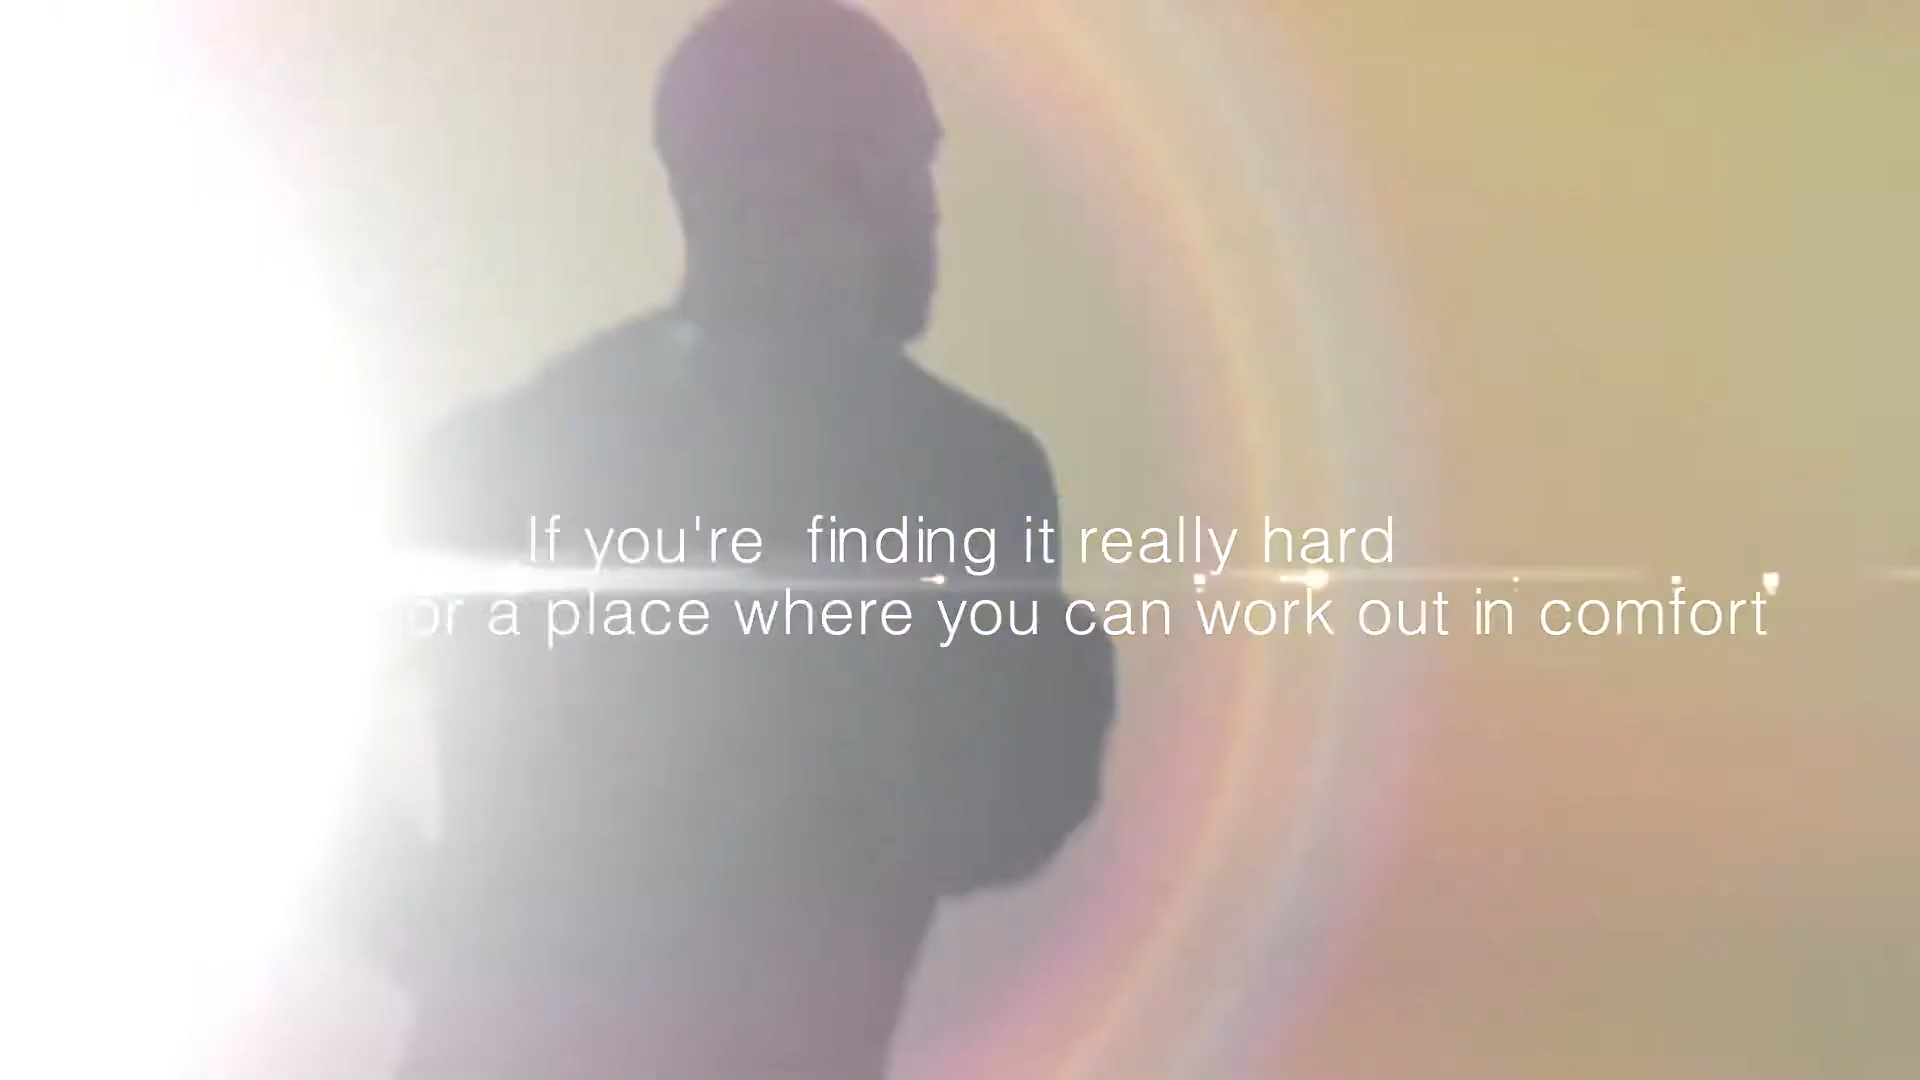 If you're  finding it really hard
a place where you can work out in comfort